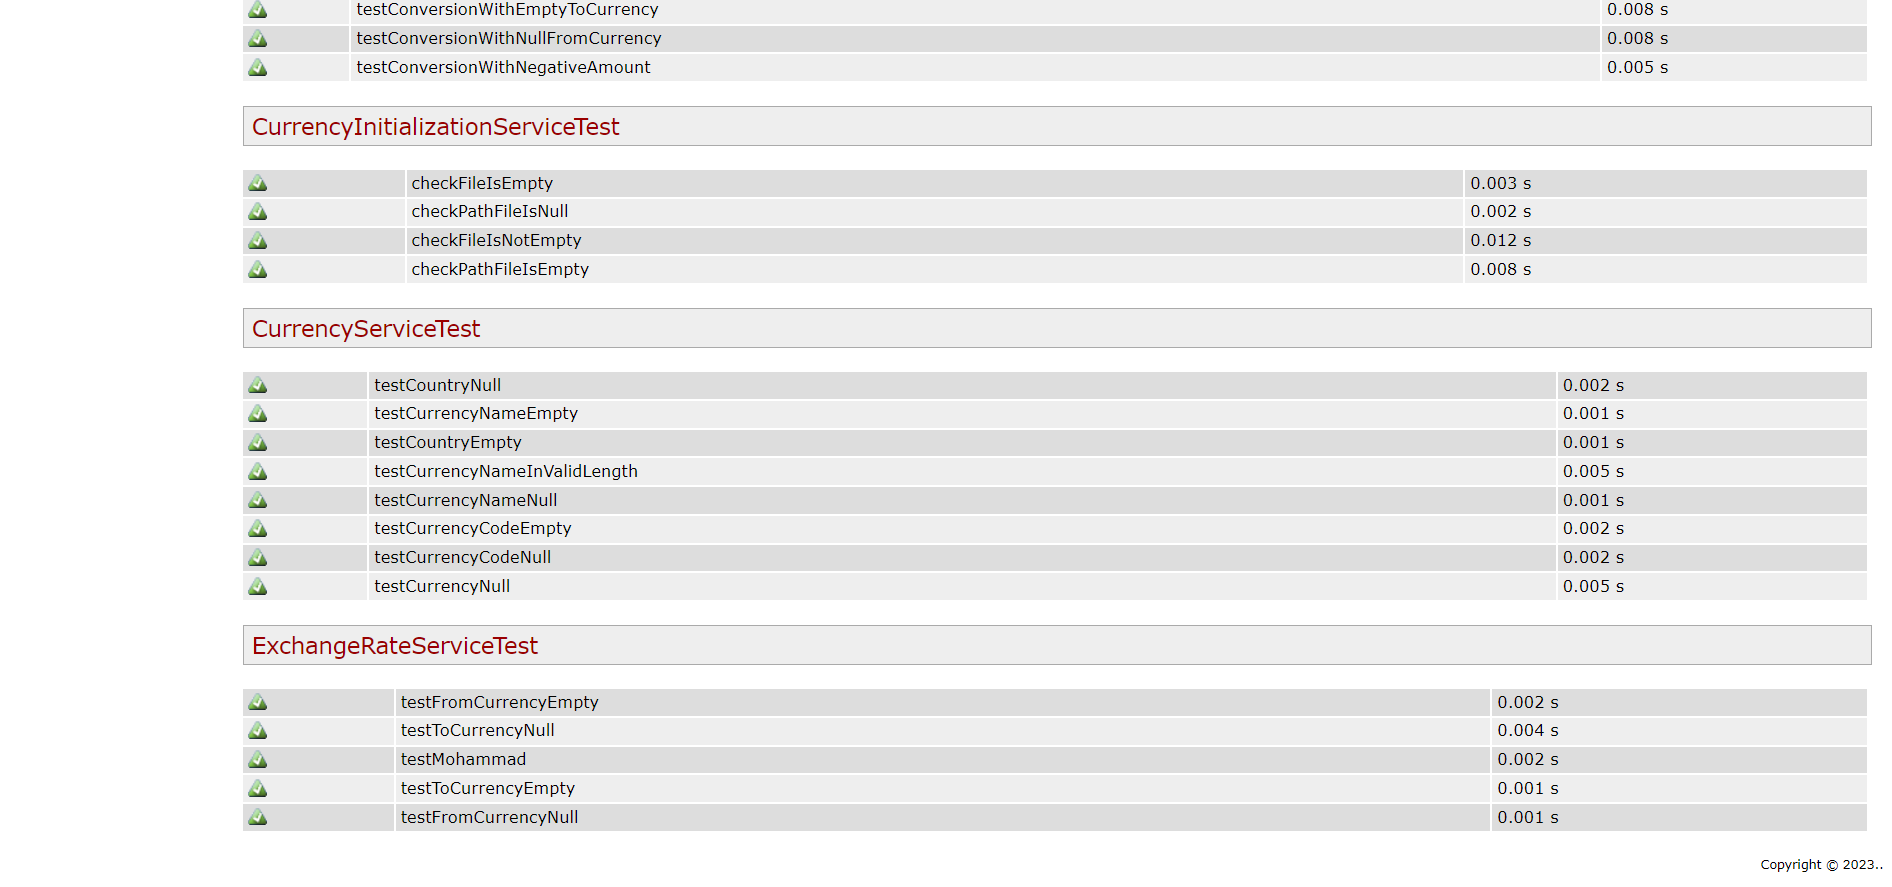 testConversionWithEmptyToCurrency 0.008 s
testConversionWithNullFromCurrency 0.008 s
testConversionWithNegativeAmount 0.005 s
CurrencyInitializationServiceTest
checkFileIsEmpty 0.003 s
checkPathFileIsNull 0.002 s
checkFileIsNotEmpty 0.012 s
checkPathFileIsEmpty 0.008 s
CurrencyServiceTest
testCountryNull 0.002 s
testCurrencyNameEmpty 0.001 s
testCountryEmpty 0.001 s
testCurrencyNameInValidLength 0.005 s
testCurrencyNameNull 0.001 s
testCurrencyCodeEmpty 0.002 s
testCurrencyCodeNull 0.002 s
testCurrencyNull 0.005 s
ExchangeRateServiceTest
testFromCurrencyEmpty 0.002 s
testToCurrencyNull 0.004 s
testMohammad 0.002 s
testToCurrencyEmpty 0.001 s
testFromCurrencyNull 0.001 s
Copyright © 2023..